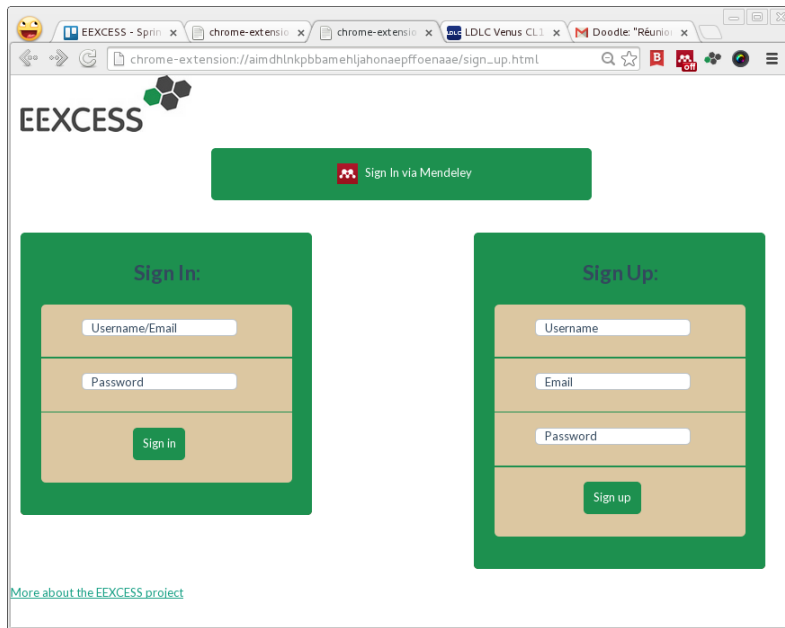 EEXCESS - Sprin
chrome-extensio
chrome-extensio
LDLC Venus CL1
Doodle: "Réunion
chrome-extension://aimdhlnkpbbamehljahonaepffoenaae/sign_up.html
off
EEXCESS
Sign In via Mendeley
Sign In:
Username/Email
Password
Sign in
Sign Up:
Username
Email
Password
Sign up
More about the EEXCESS project